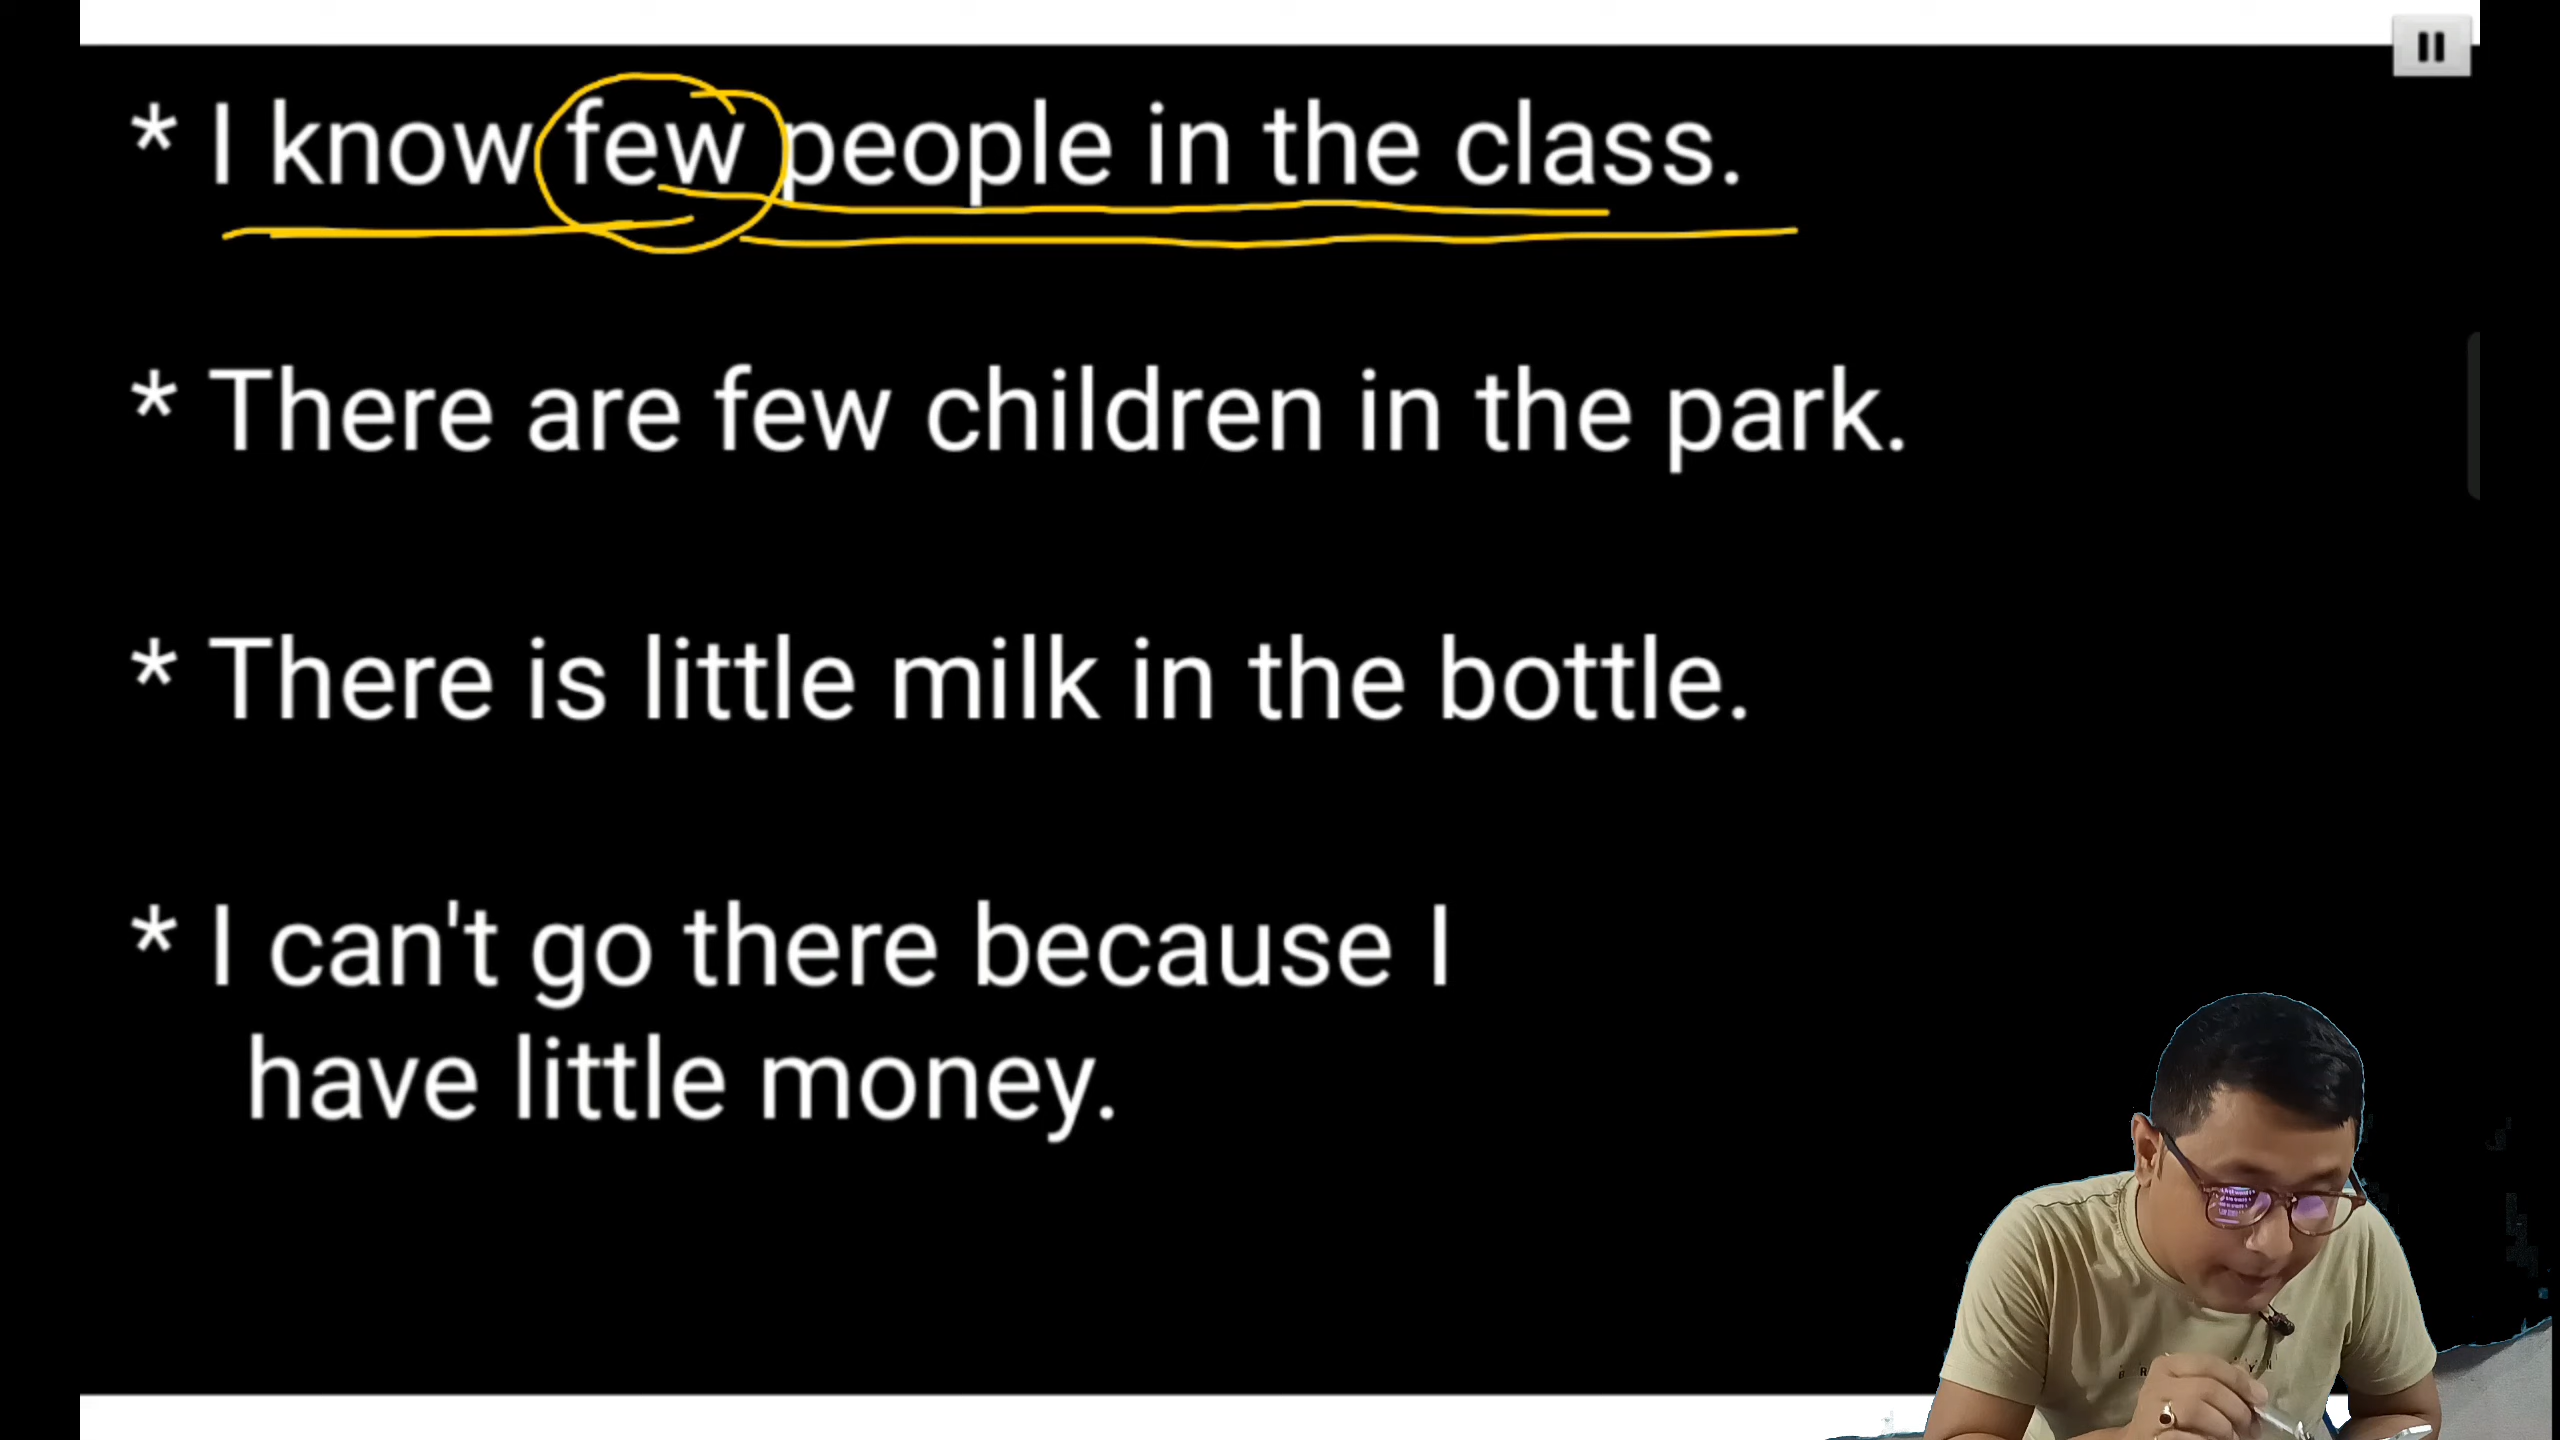 * I know few people in the class.
* There are few children in the park.
* There is little milk in the bottle.
* I can't go there because I
have little money.